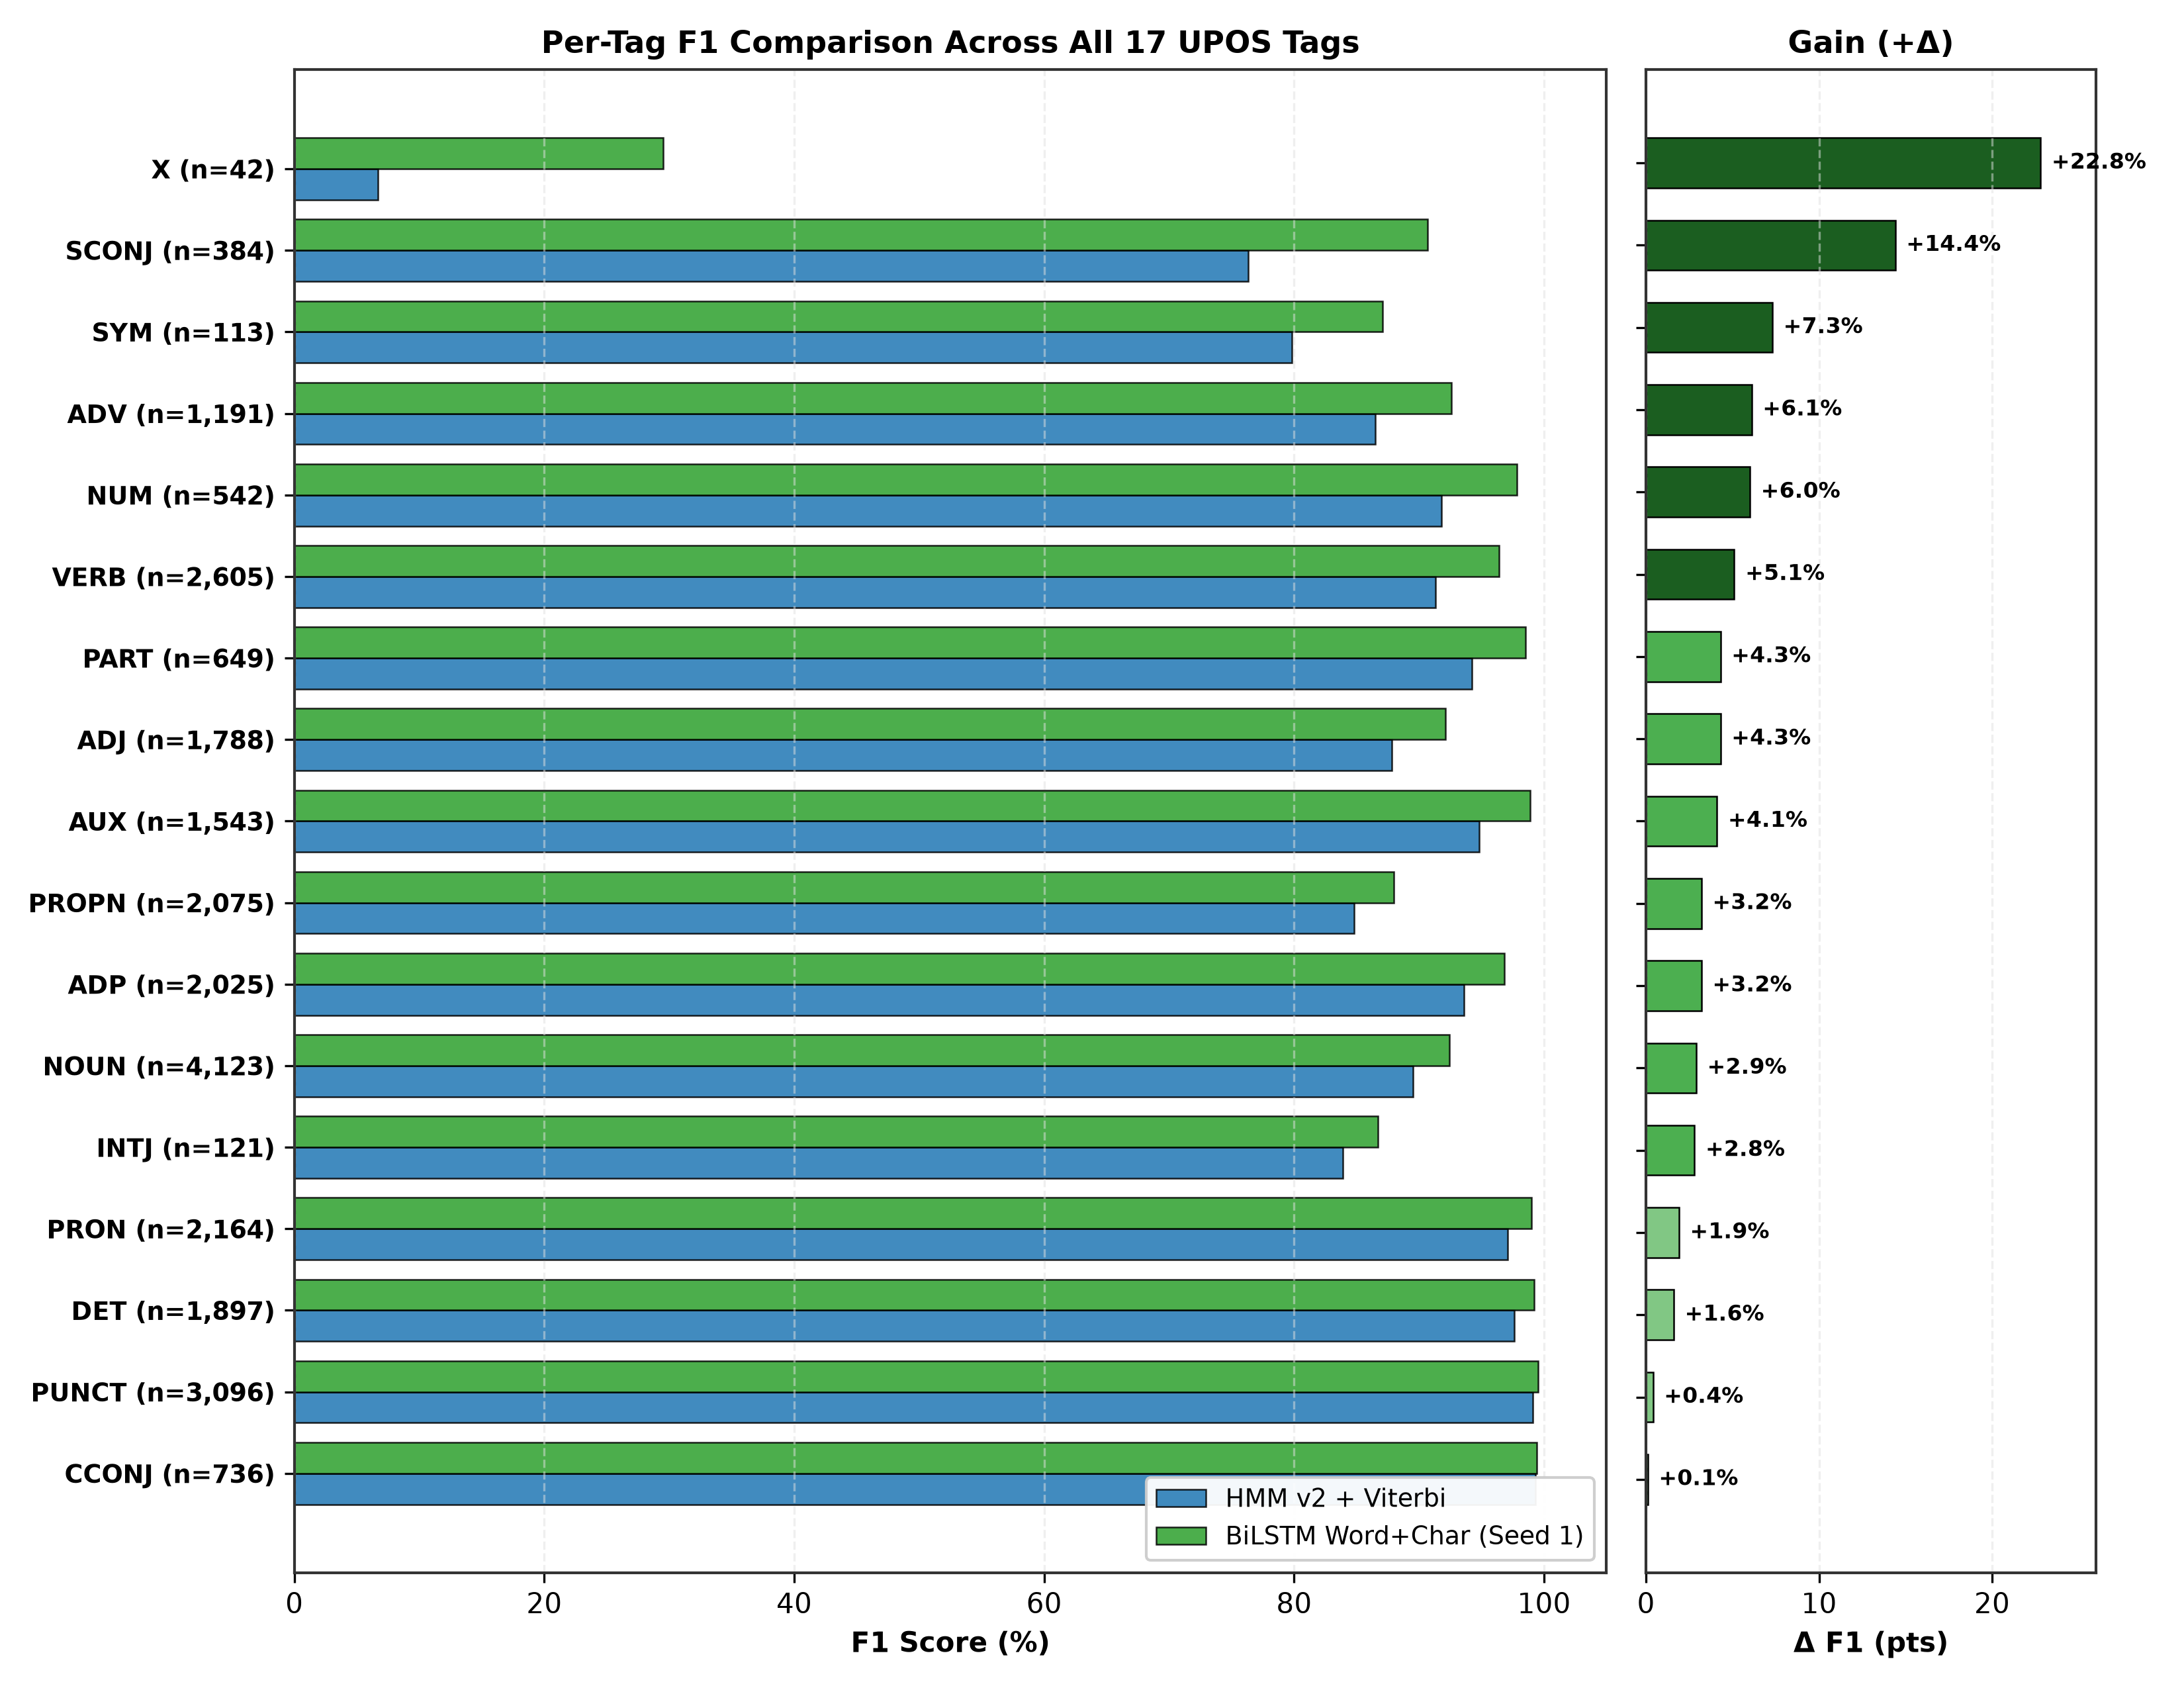 Per-Tag F1 Comparison Across All 17 UPOS Tags
X (n=42)
SCONJ (n=384)
SYM (n=113)
ADV (n=1,191)
NUM (n=542)
VERB (n=2,605)
PART (n=649)
ADJ (n=1,788)
AUX (n=1,543)
PROPN (n=2,075)
ADP (n=2,025)
NOUN (n=4,123)
INTJ (n=121)
PRON (n=2,164)
DET (n=1,897)
PUNCT (n=3,096)
CCONJ (n=736)
HMM v2 + Viterbi
BiLSTM Word+Char (Seed 1)
0 20 40 60 80 100
F1 Score (%)
Gain (+Δ)
+22.8%
+14.4%
+7.3%
+6.1%
+6.0%
+5.1%
+4.3%
+4.3%
+4.1%
+3.2%
+3.2%
+2.9%
+2.8%
+1.9%
+1.6%
+0.4%
+0.1%
0 10 20
Δ F1 (pts)